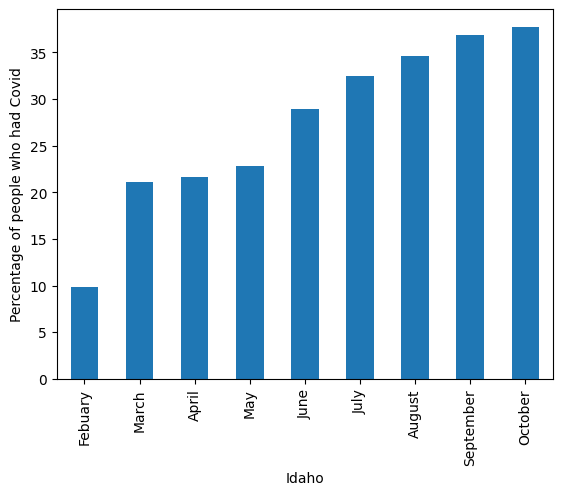 Percentage of people who had Covid
35
30
25
20
15
10
5
0
Febuary
March
April
May
June
July
August
September
October
Idaho